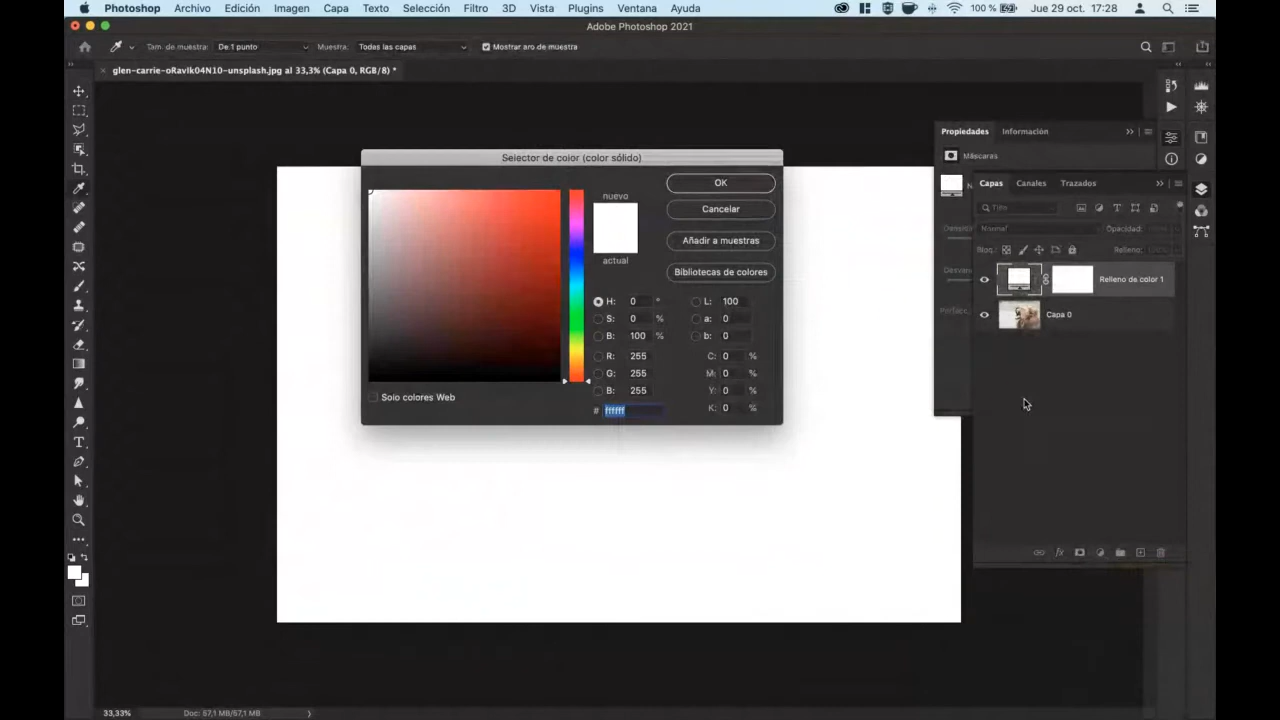 Photoshop Archivo Edición Imagen Capa Texto Selección Filtro 3D Vista Plugins Ventana Ayuda 100 % Jue 29 oct. 17:28
Adobe Photoshop 2021
Tam. de muestra: De 1 punto Muestra: Todas las capas Mostrar aro de muestra
glen-carrie-oRavIk04N10-unsplash.jpg al 33,3% (Capa 0, RGB/8) *
Propiedades Información
Máscaras
Capas Canales Trazados
Tipo
Normal Opacidad:
Bloq.: Relleno:
Relleno de color 1
Capa 0
Selector de color (color sólido)
nuevo
actual
OK
Cancelar
Añadir a muestras
Bibliotecas de colores
H: 0 ° L: 100
S: 0 % a: 0
B: 100 % b: 0
R: 255 C: 0 %
G: 255 M: 0 %
B: 255 Y: 0 %
# ffffff K: 0 %
Solo colores Web
33,33% Doc: 57,1 MB/57,1 MB